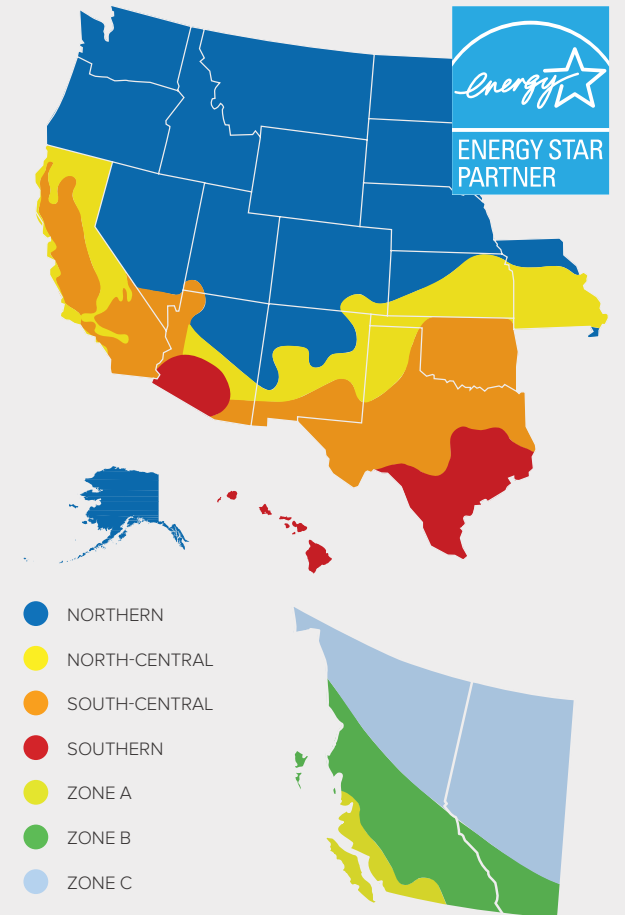 energy
ENERGY STAR
PARTNER
NORTHERN
NORTH-CENTRAL
SOUTH-CENTRAL
SOUTHERN
ZONE A
ZONE B
ZONE C